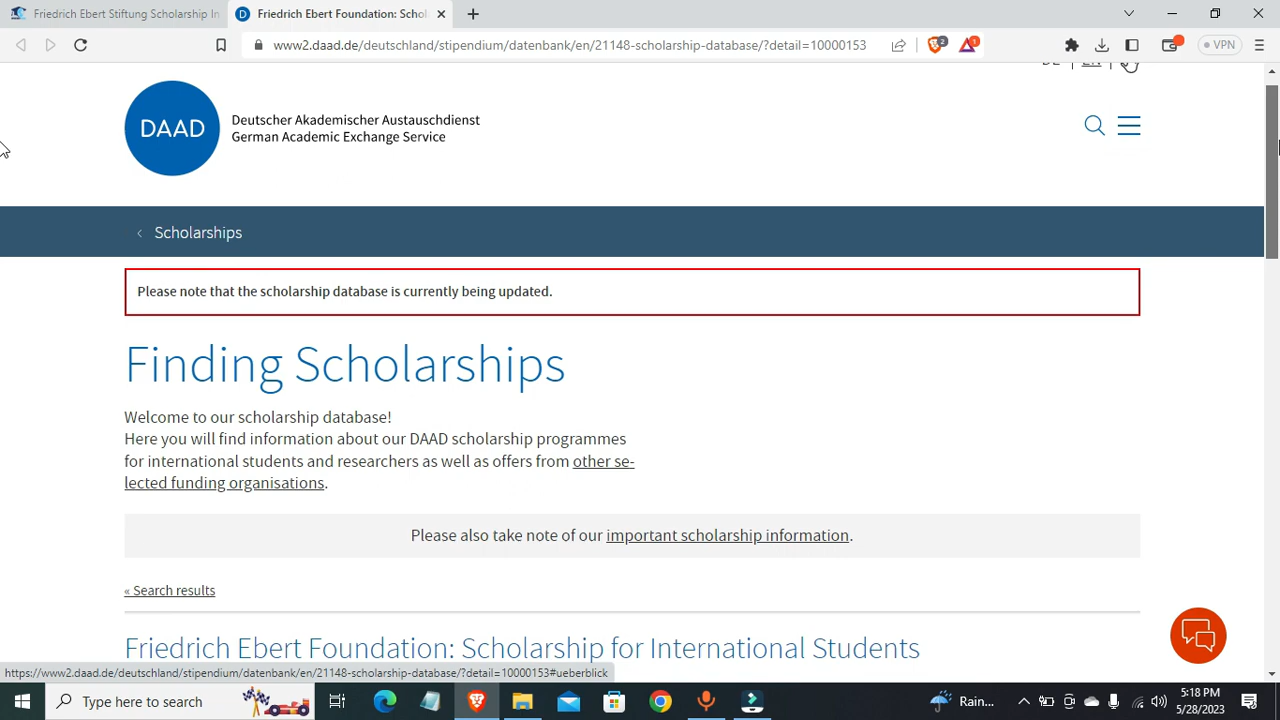 Friedrich Ebert Stiftung Scholarship In
Friedrich Ebert Foundation: Schol
www2.daad.de/deutschland/stipendium/datenbank/en/21148-scholarship-database/?detail=10000153
2
1
VPN
DE | EN |
DAAD
Deutscher Akademischer Austauschdienst
German Academic Exchange Service
Scholarships
Please note that the scholarship database is currently being updated.
Finding Scholarships
Welcome to our scholarship database!
Here you will find information about our DAAD scholarship programmes
for international students and researchers as well as offers from other se-
lected funding organisations.
Please also take note of our important scholarship information.
« Search results
Friedrich Ebert Foundation: Scholarship for International Students
https://www2.daad.de/deutschland/stipendium/datenbank/en/21148-scholarship-database/?detail=10000153#ueberblick
Type here to search
Rain...
5:18 PM
5/28/2023